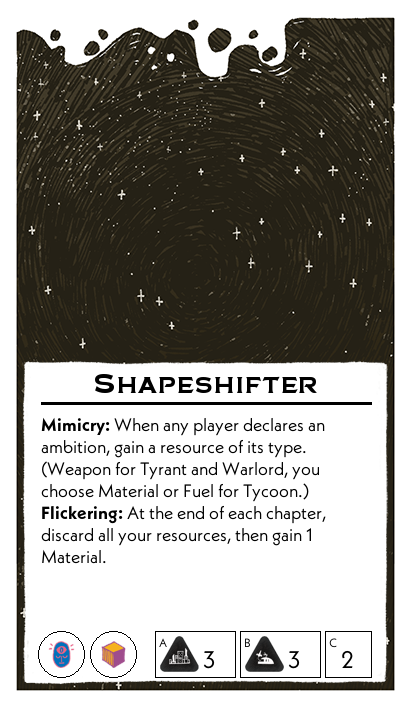 SHAPESHIFTER
Mimicry: When any player declares an
ambition, gain a resource of its type.
(Weapon for Tyrant and Warlord, you
choose Material or Fuel for Tycoon.)
Flickering: At the end of each chapter,
discard all your resources, then gain 1
Material.
A 3 B 3 C 2